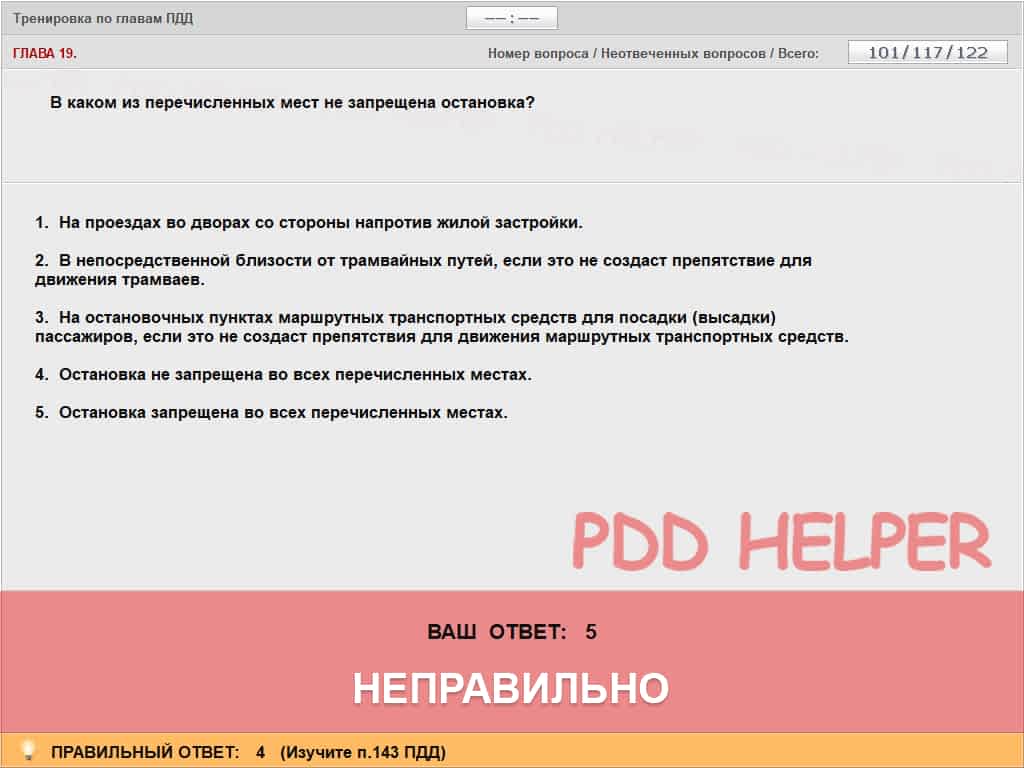 Тренировка по главам ПДД
–– : ––
ГЛАВА 19.
Номер вопроса / Неотвеченных вопросов / Всего:
101/117/122
В каком из перечисленных мест не запрещена остановка?
1. На проездах во дворах со стороны напротив жилой застройки.
2. В непосредственной близости от трамвайных путей, если это не создаст препятствие для
движения трамваев.
3. На остановочных пунктах маршрутных транспортных средств для посадки (высадки)
пассажиров, если это не создаст препятствия для движения маршрутных транспортных средств.
4. Остановка не запрещена во всех перечисленных местах.
5. Остановка запрещена во всех перечисленных местах.
PDD HELPER
ВАШ ОТВЕТ: 5
НЕПРАВИЛЬНО
ПРАВИЛЬНЫЙ ОТВЕТ: 4 (Изучите п.143 ПДД)